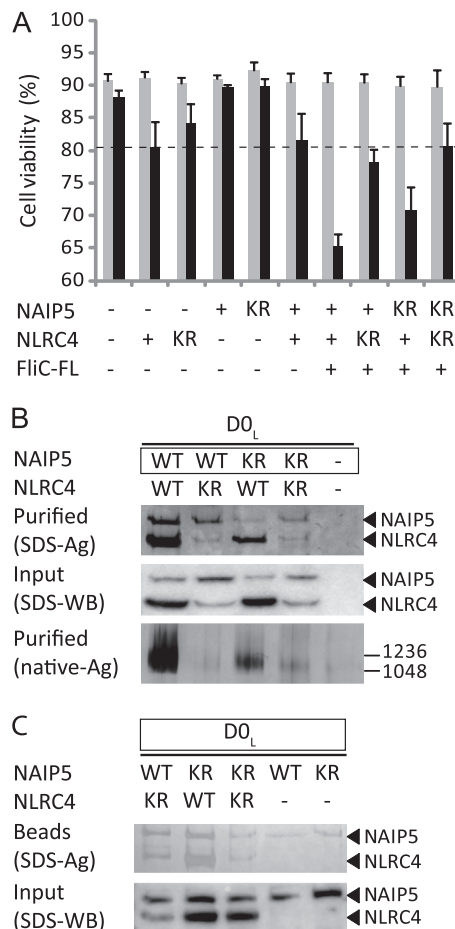 A
Cell viability (%)
100
95
90
85
80
75
70
65
60
NAIP5 - - - + KR + + + KR KR
NLRC4 - + KR - - + + KR + KR
FliC-FL - - - - - - + + + +
B
D0L
NAIP5 WT WT KR KR -
NLRC4 WT KR WT KR -
Purified
(SDS-Ag)
NAIP5
NLRC4
Input
(SDS-WB)
NAIP5
NLRC4
Purified
(native-Ag)
1236
1048
C
D0L
NAIP5 WT KR KR WT KR
NLRC4 KR WT KR - -
Beads
(SDS-Ag)
NAIP5
NLRC4
Input
(SDS-WB)
NAIP5
NLRC4